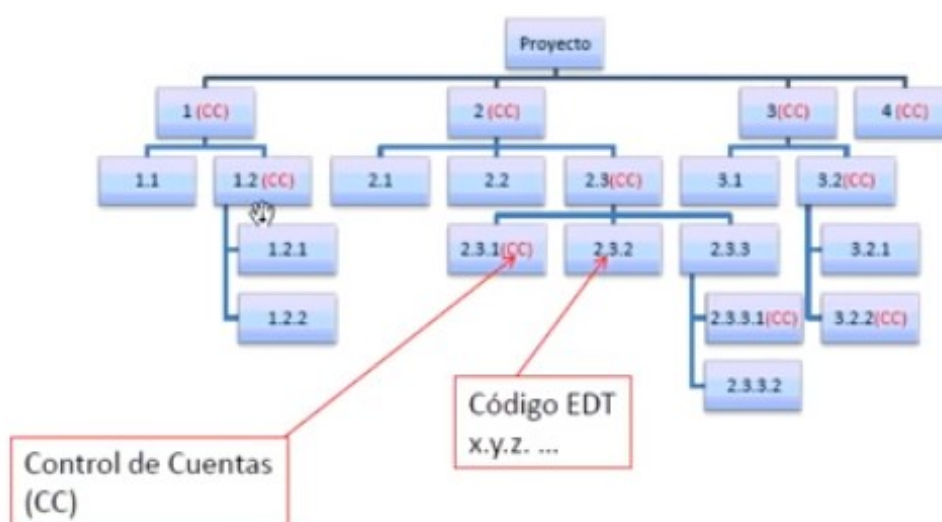 Proyecto
1 (CC)
2 (CC)
3(CC)
4 (CC)
1.1
1.2 (CC)
2.1
2.2
2.3(CC)
3.1
3.2(CC)
1.2.1
2.3.1(CC)
2.3.2
2.3.3
3.2.1
1.2.2
2.3.3.1(CC)
3.2.2(CC)
2.3.3.2
Código EDT
x.y.z. ...
Control de Cuentas
(CC)